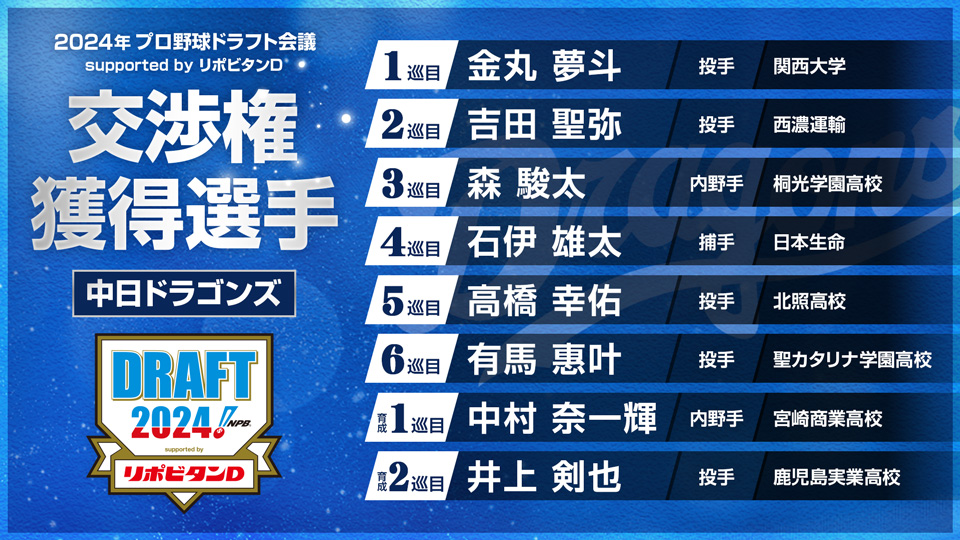 2024年 プロ野球ドラフト会議
supported by リポビタンD
交渉権
獲得選手
中日ドラゴンズ
DRAFT
2024
NPB
supported by
リポビタンD
Dragons
1巡目 金丸 夢斗 投手 関西大学
2巡目 吉田 聖弥 投手 西濃運輸
3巡目 森 駿太 内野手 桐光学園高校
4巡目 石伊 雄太 捕手 日本生命
5巡目 高橋 幸佑 投手 北照高校
6巡目 有馬 惠叶 投手 聖カタリナ学園高校
育成1巡目 中村 奈一輝 内野手 宮崎商業高校
育成2巡目 井上 剣也 投手 鹿児島実業高校